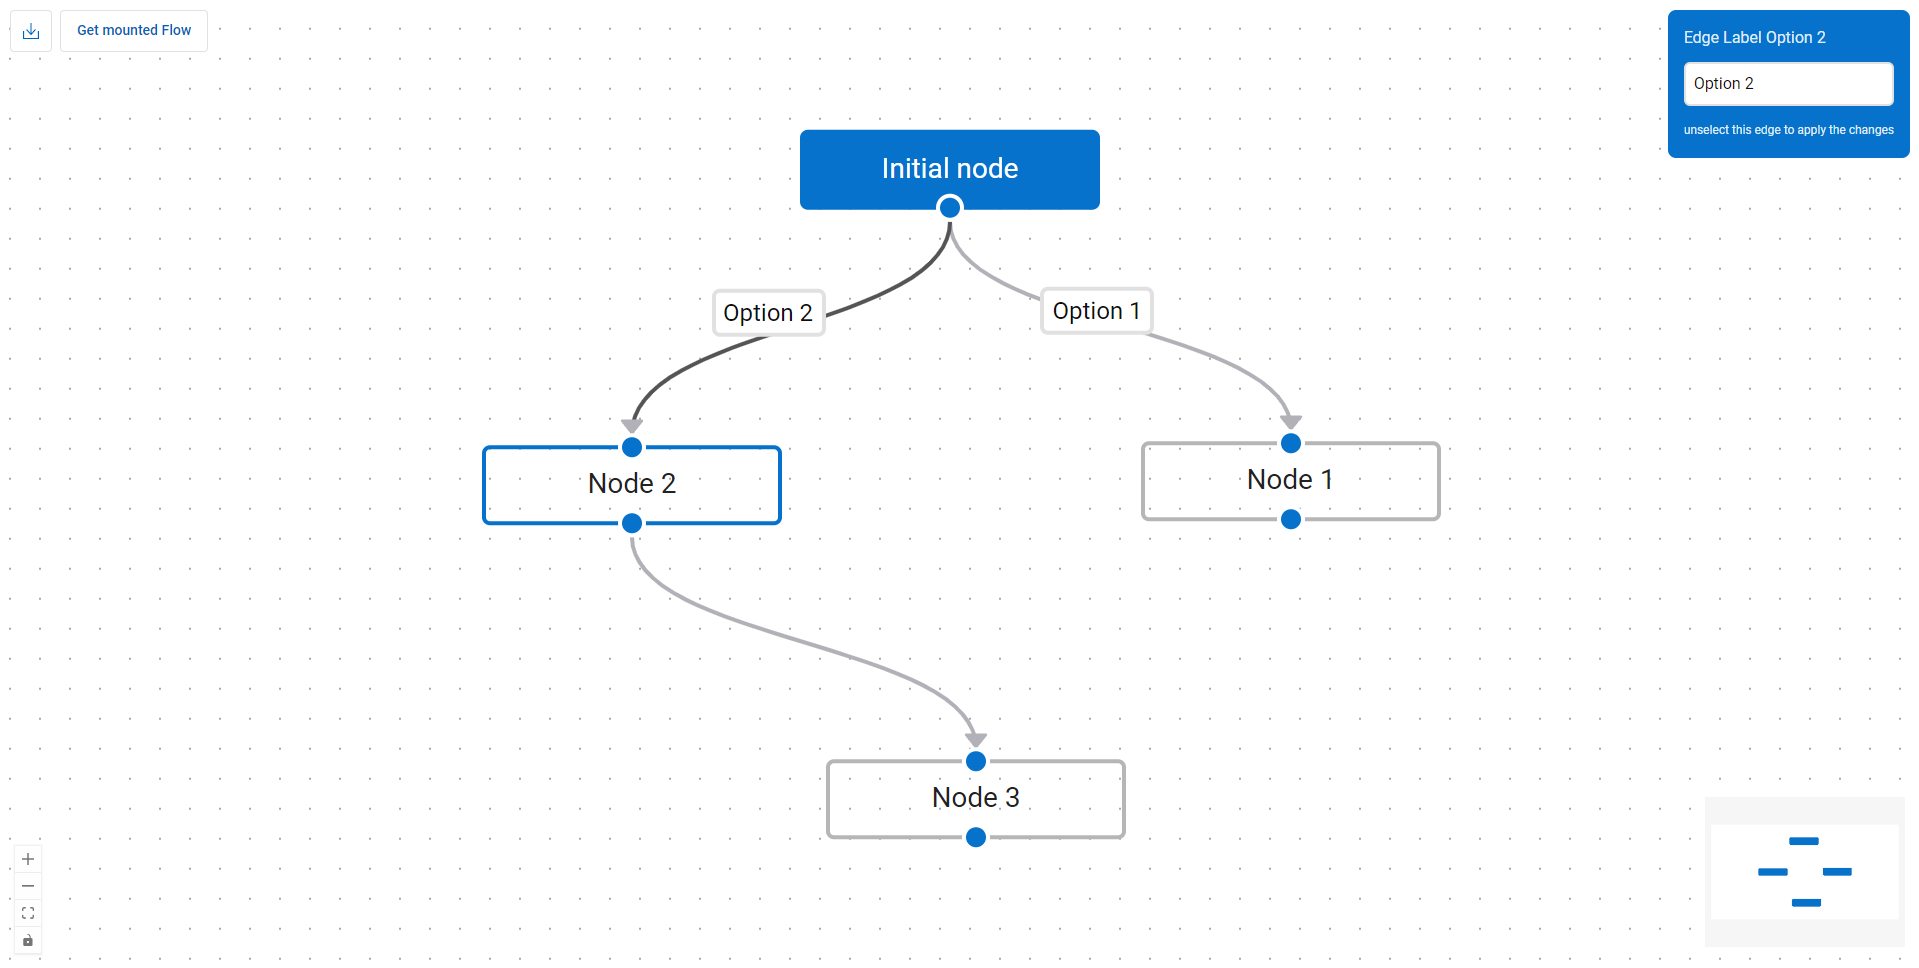 Get mounted Flow
Edge Label Option 2
Option 2
unselect this edge to apply the changes
Initial node
Option 2
Option 1
Node 2
Node 1
Node 3